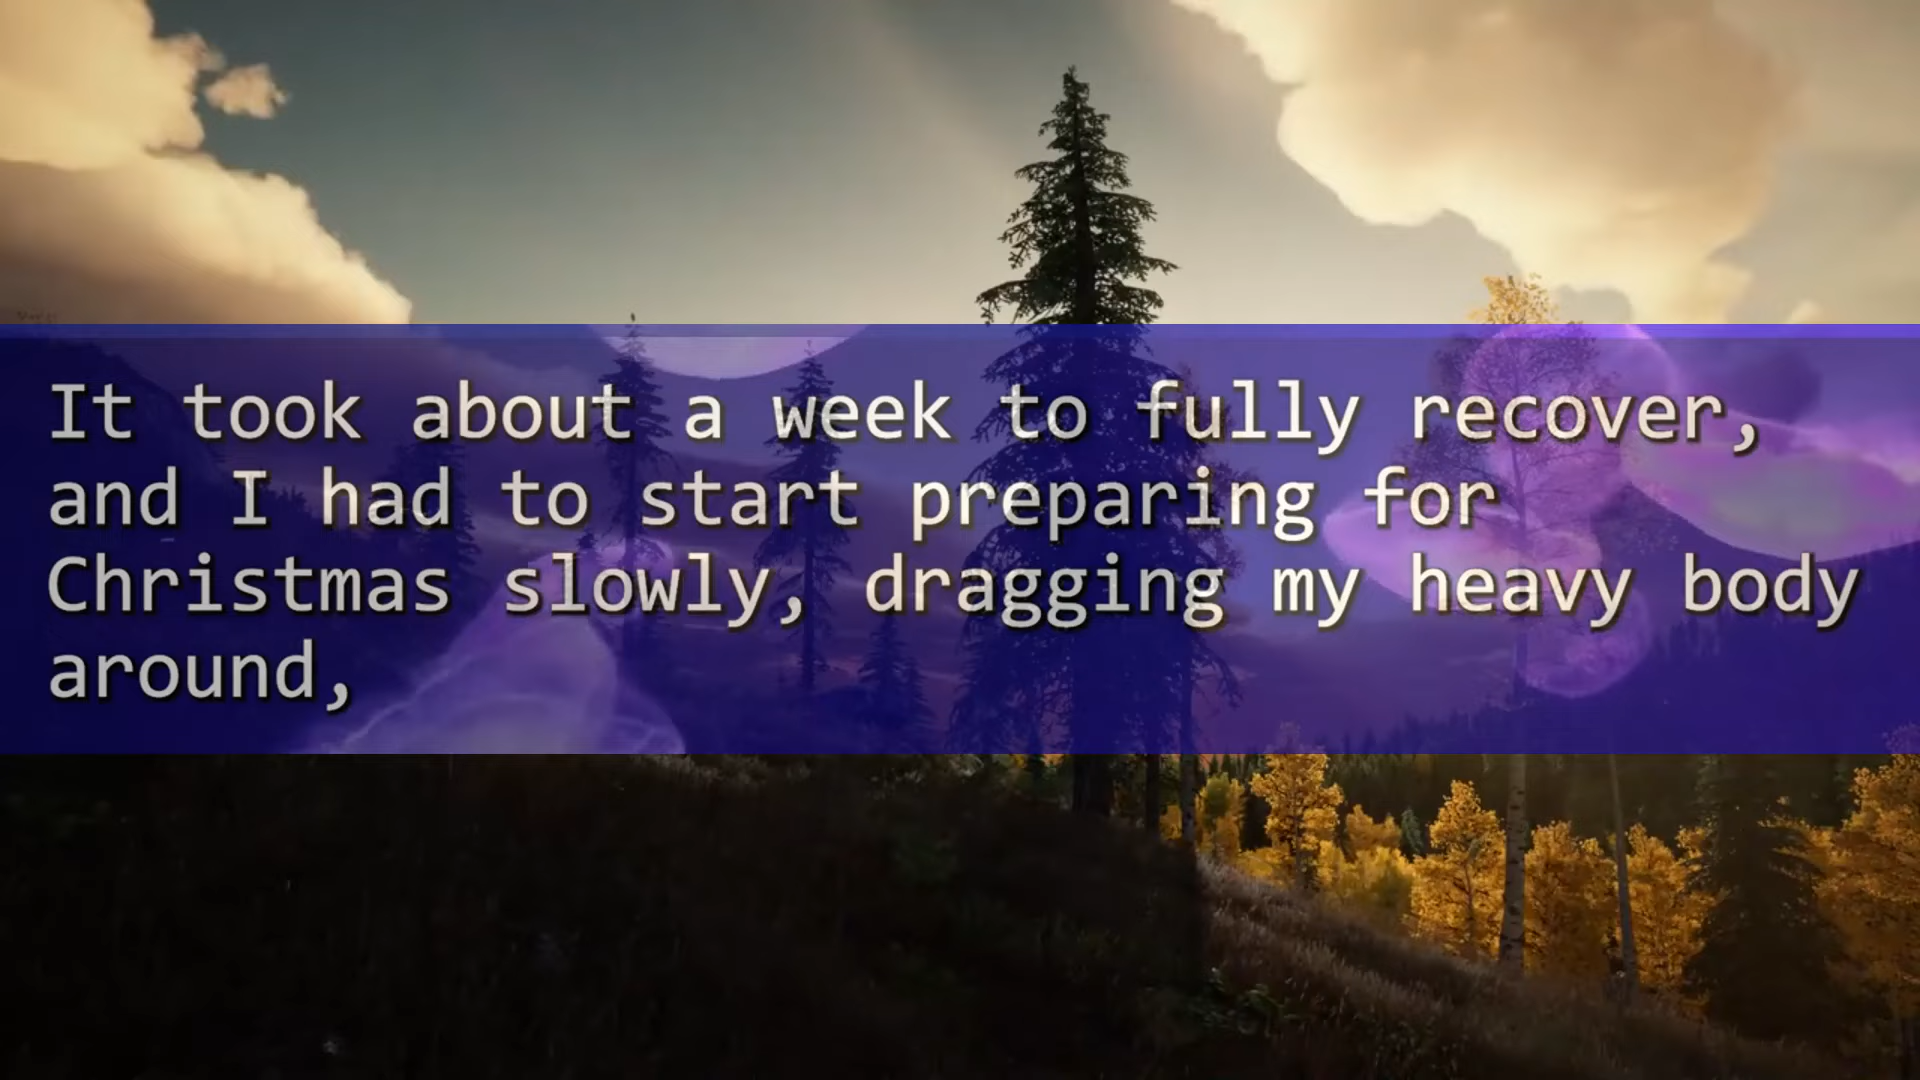 It took about a week to fully recover,
and I had to start preparing for
Christmas slowly, dragging my heavy body
around,